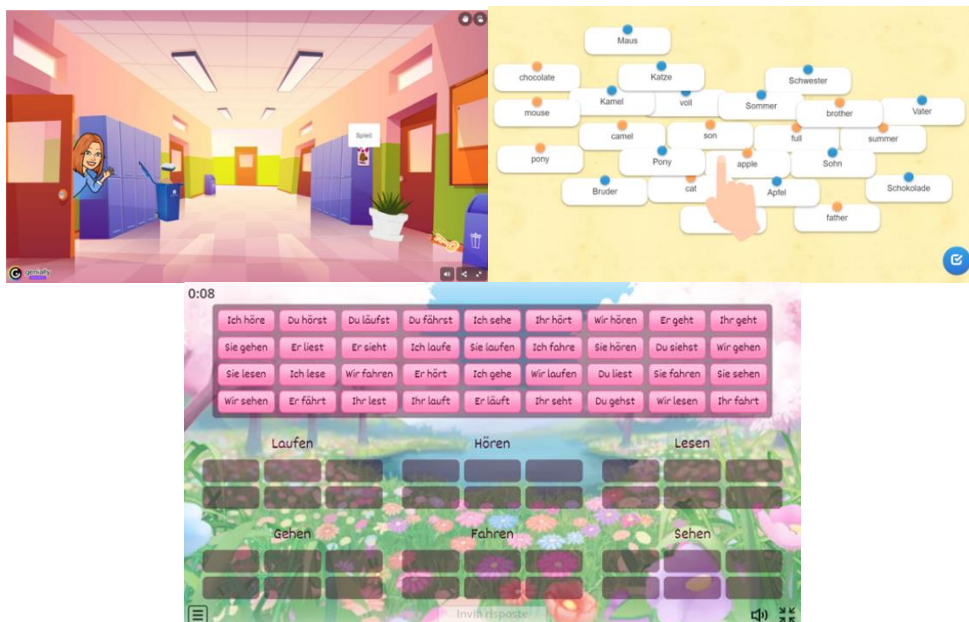 Spiel!
genially
Maus
chocolate
Katze
Schwester
mouse
Kamel
voll
Sommer
brother
Vater
camel
son
full
summer
pony
Pony
apple
Sohn
Bruder
cat
Apfel
Schokolade
father
0:08
Ich höre Du hörst Du läufst Du fährst Ich sehe Ihr hört Wir hören Er geht Ihr geht
Sie gehen Er liest Er sieht Ich laufe Sie laufen Ich fahre Sie hören Du siehst Wir gehen
Sie lesen Ich lese Wir fahren Er hört Ich gehe Wir laufen Du liest Sie fahren Sie sehen
Wir sehen Er fährt Ihr lest Ihr lauft Er läuft Ihr seht Du gehst Wir lesen Ihr fahrt
Laufen Hören Lesen
Gehen Fahren Sehen
Invia risposte